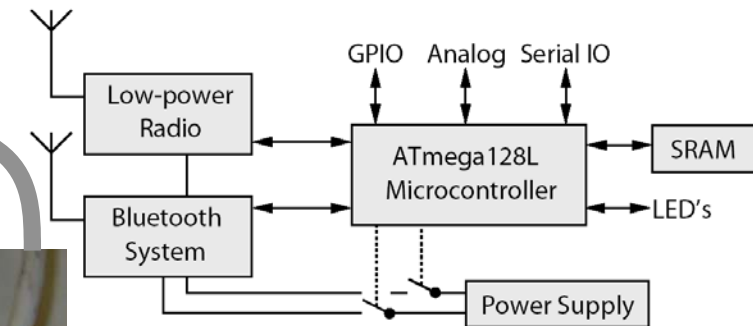 GPIO Analog Serial IO
Low-power
Radio
ATmega128L
Microcontroller
SRAM
Bluetooth
System
LED's
Power Supply